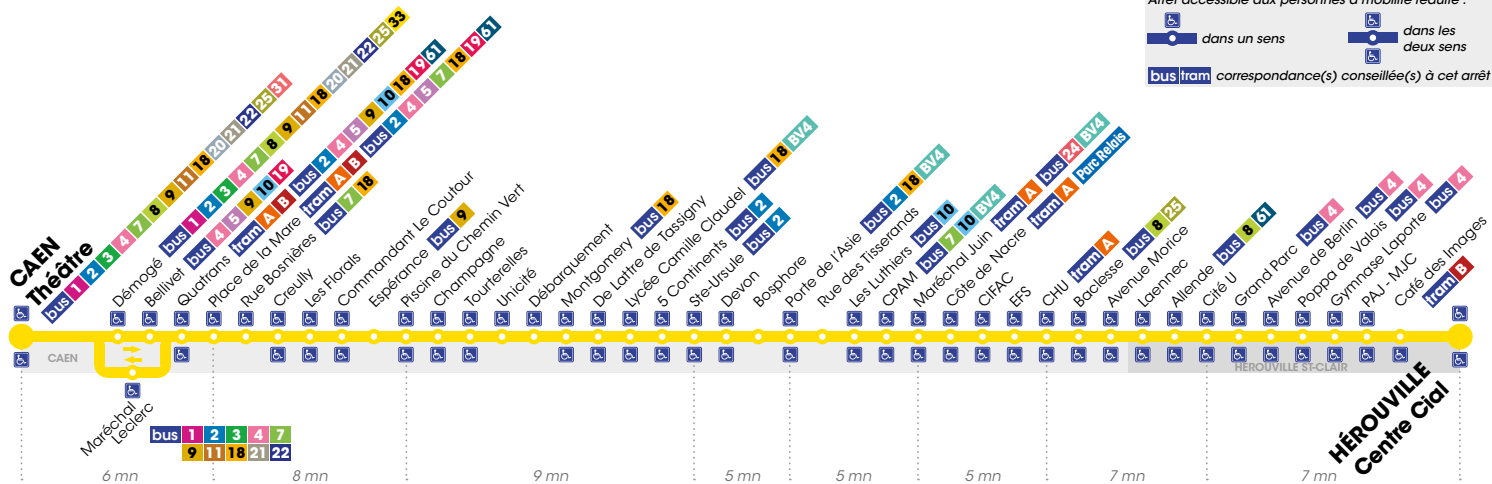 Arrêt accessible aux personnes à mobilité réduite :
dans un sens
dans les
deux sens
bus tram correspondance(s) conseillée(s) à cet arrêt
CAEN
Théâtre
bus 1 2 3 4 7 8 9 11 18 20 21 22 25 31
Démogé bus 1 2 3 4 7 8 9 11 18 20 21 22 25 33
Bellivet bus 4 5 9 10 19
Quatrans tram A B bus 2 4 5 9 10 18 19 61
Place de la Mare tram A B bus 2 4 5 7 18 19 61
Rue Bosnières bus 7 18
Creully
Les Florals
Commandant Le Coutour
Espérance bus 9
Piscine du Chemin Vert
Champagne
Tourterelles
Unicité
Débarquement
Montgomery bus 18
De Lattre de Tassigny
Lycée Camille Claudel bus 18 BV4
5 Continents bus 2
Ste-Ursule bus 2
Devon
Bosphore
Porte de l'Asie bus 2 18 BV4
Rue des Tisserands
Les Luthiers bus 10
CPAM bus 7 10 BV4
Maréchal Juin tram A bus 24 BV4
Côte de Nacre tram A Parc Relais
CIFAC
EFS
CHU tram A
Baclesse bus 8 25
Avenue Morice
Laennec
Allende bus 8 61
Cité U
Grand Parc bus 4
Avenue de Berlin bus 4
Poppa de Valois bus 4
Gymnase Laporte bus 4
PAJ - MJC
Café des Images
tram B
CAEN
HÉROUVILLE ST-CLAIR
Maréchal
Leclerc
bus 1 2 3 4 7
9 11 18 21 22
HÉROUVILLE
Centre Cial
6 mn 8 mn 9 mn 5 mn 5 mn 5 mn 7 mn 7 mn